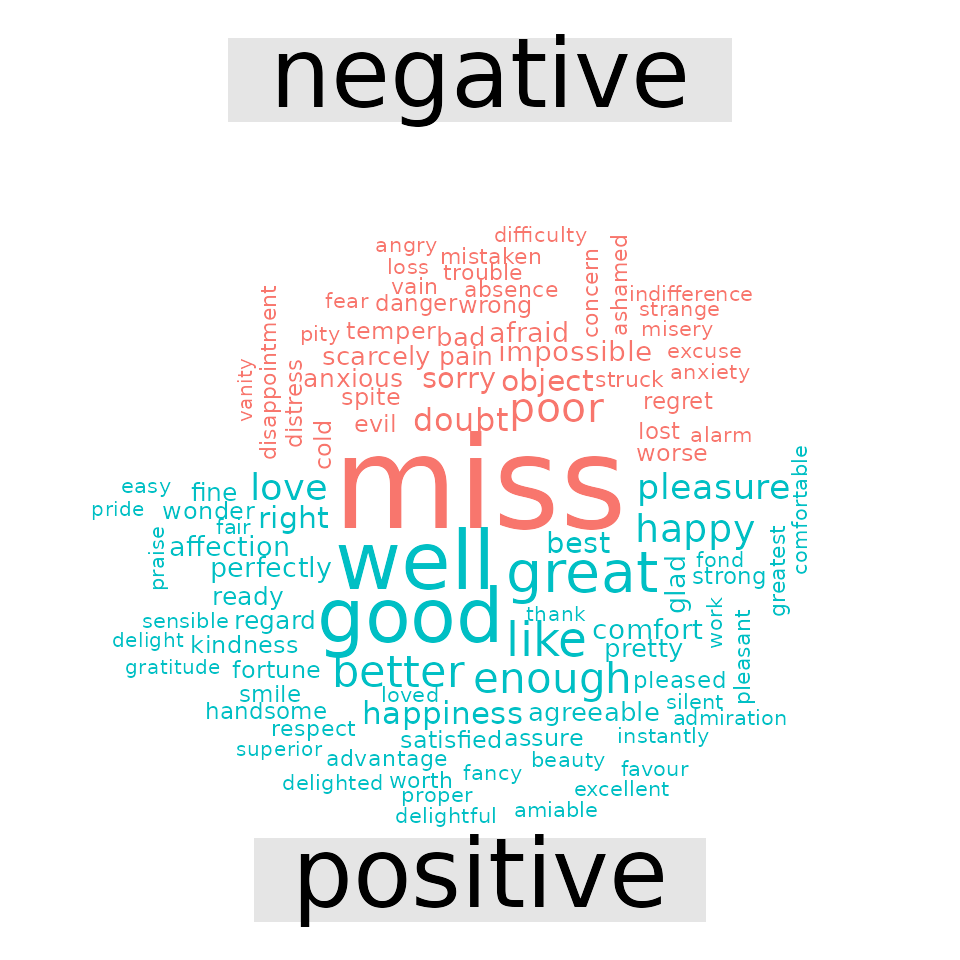 negative
difficulty
angry
mistaken
loss
trouble
concern
ashamed
vain
absence
indifference
fear
danger
wrong
strange
pity
temper
bad
afraid
misery
scarcely
pain
impossible
excuse
disappointment
vanity
distress
anxious
sorry
object
struck
anxiety
spite
poor
regret
evil
doubt
cold
lost
alarm
worse
miss
easy
fine
love
pleasure
comfortable
pride
wonder
right
happy
fair
praise
affection
well
best
great
glad
fond
strong
greatest
perfectly
ready
good
thank
work
sensible
regard
like
comfort
delight
kindness
pretty
pleasant
gratitude
fortune
better
enough
pleased
smile
loved
silent
handsome
happiness
agreeable
admiration
respect
satisfied
assure
instantly
superior
advantage
beauty
fancy
favour
delighted
worth
excellent
proper
delightful
amiable
positive